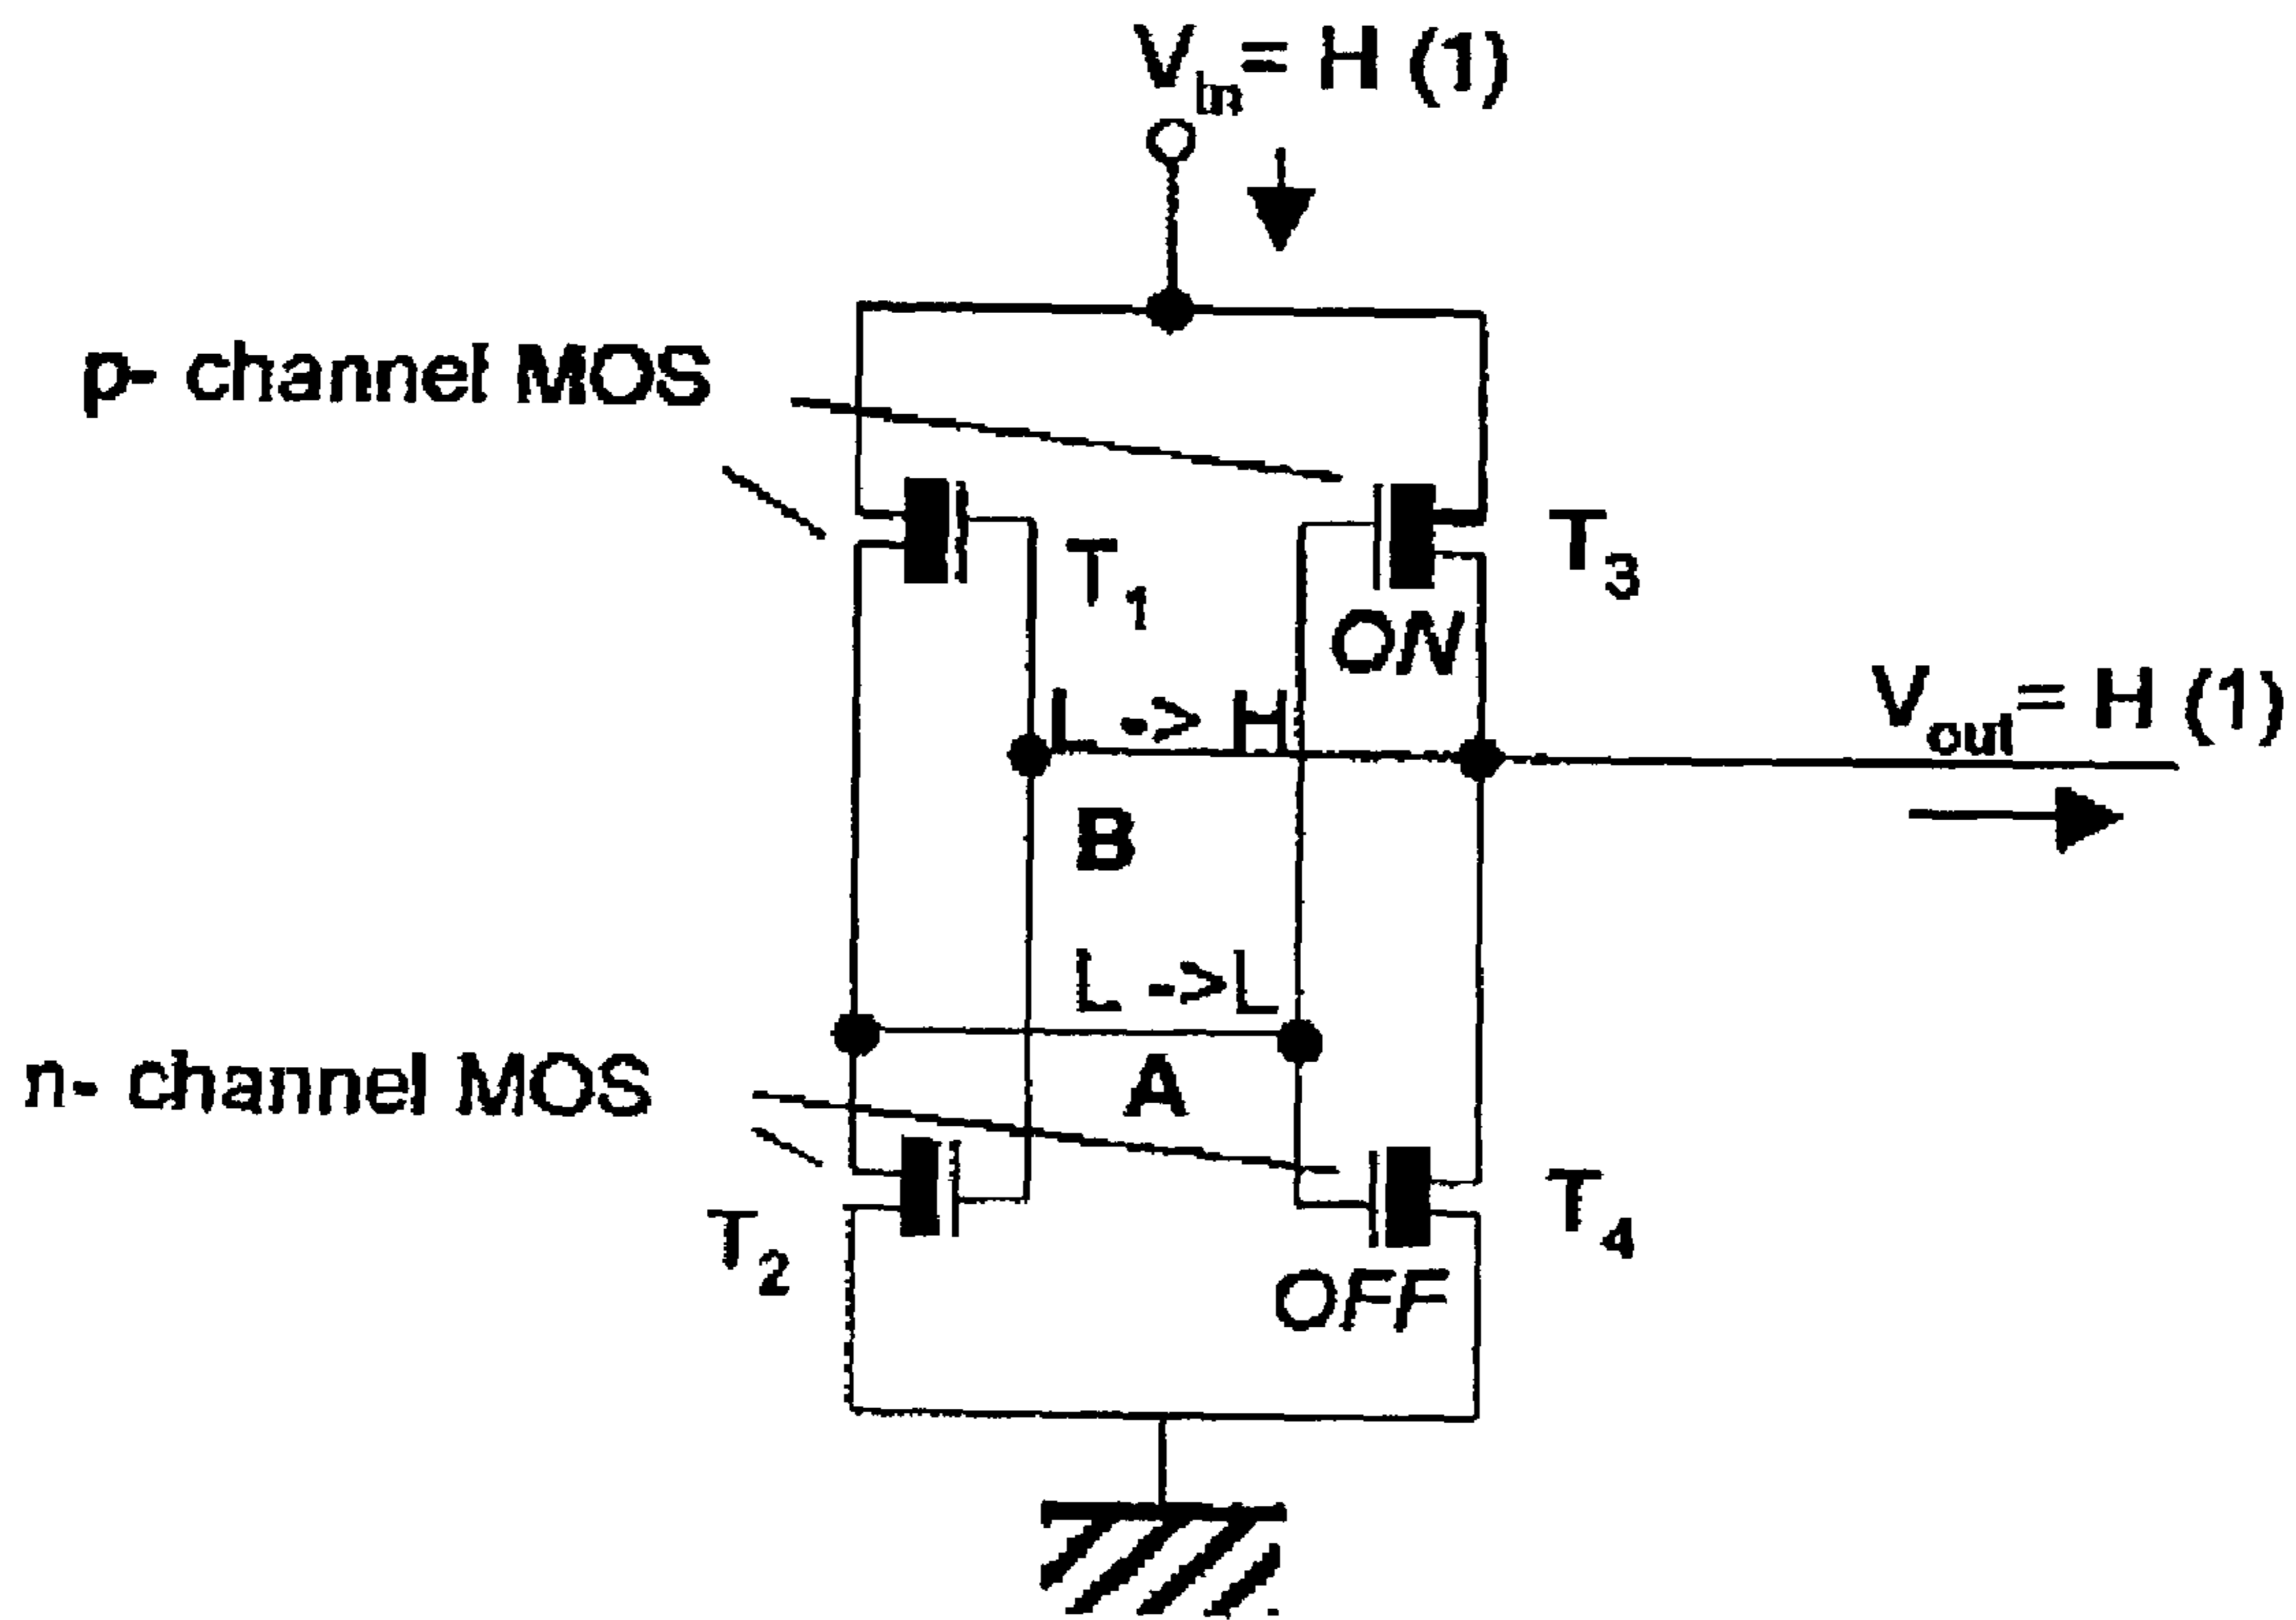 V_in = H (1)
p- channel MOS
T_1
T_3
ON
L -> H
V_out = H (1)
B
L ->L
n- channel MOS
A
T_2
T_4
OFF